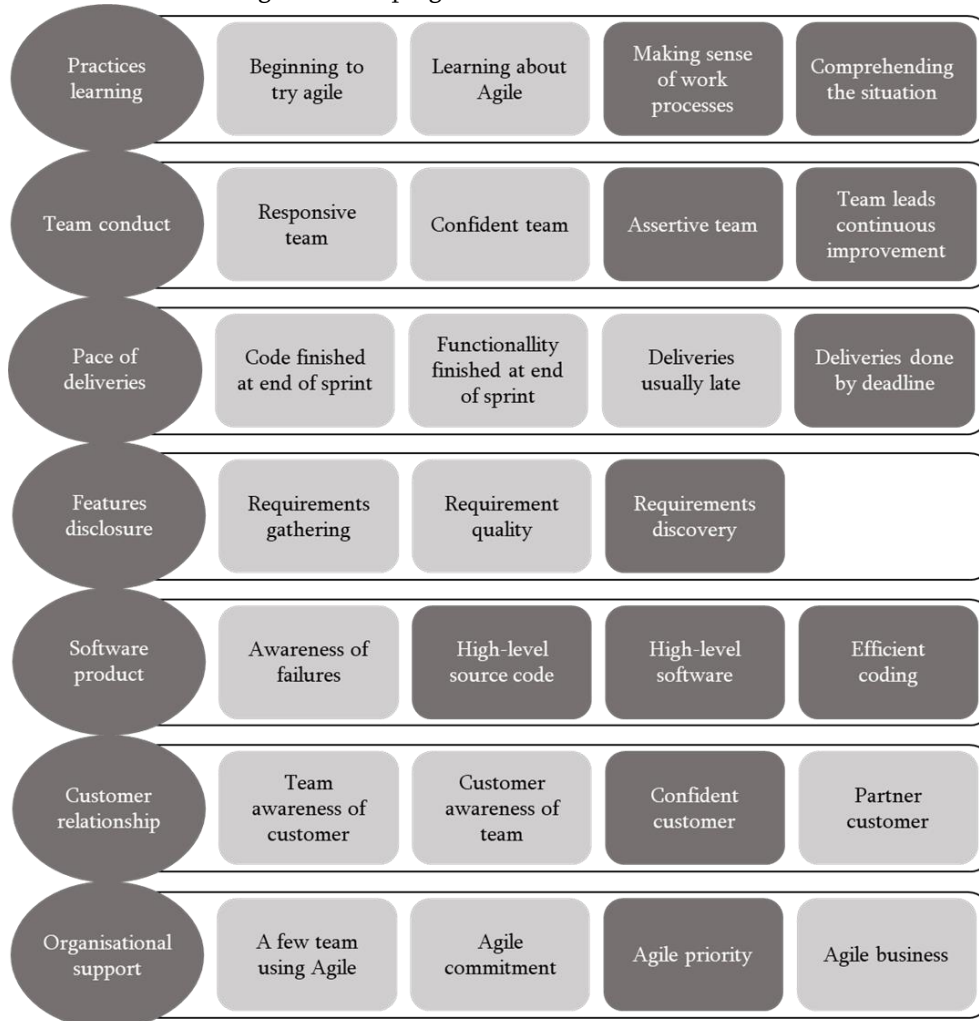 Practices
learning
Beginning to
try agile
Learning about
Agile
Making sense
of work
processes
Comprehending
the situation
Team conduct
Responsive
team
Confident team
Assertive team
Team leads
continuous
improvement
Pace of
deliveries
Code finished
at end of sprint
Functionallity
finished at end
of sprint
Deliveries
usually late
Deliveries done
by deadline
Features
disclosure
Requirements
gathering
Requirement
quality
Requirements
discovery
Software
product
Awareness of
failures
High-level
source code
High-level
software
Efficient
coding
Customer
relationship
Team
awareness of
customer
Customer
awareness of
team
Confident
customer
Partner
customer
Organisational
support
A few team
using Agile
Agile
commitment
Agile priority
Agile business